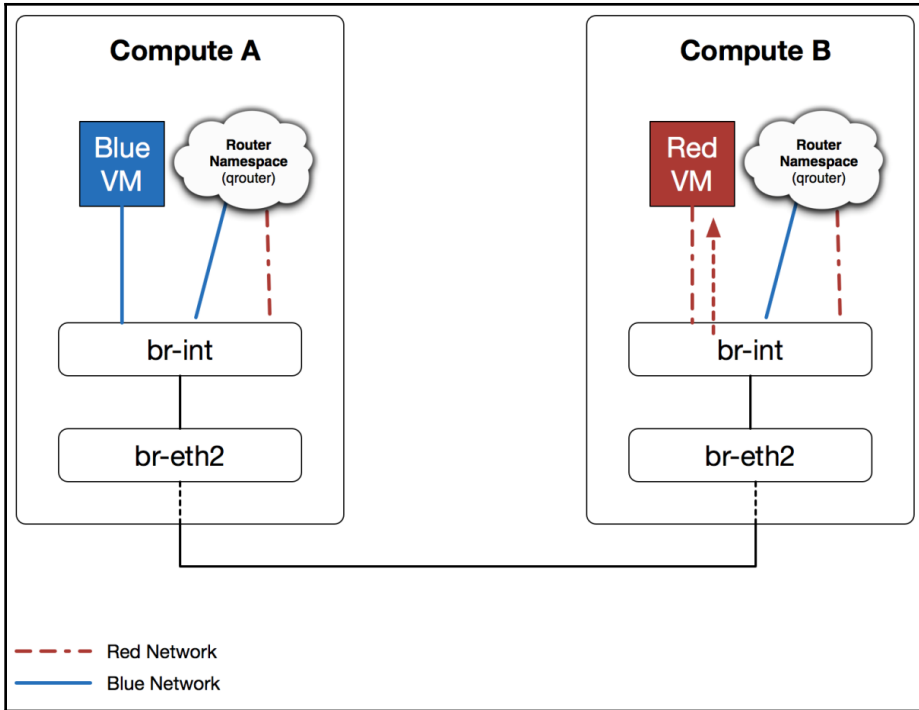 Compute A
Blue
VM
Router
Namespace
(qrouter)
br-int
br-eth2
Compute B
Red
VM
Router
Namespace
(qrouter)
br-int
br-eth2
Red Network
Blue Network